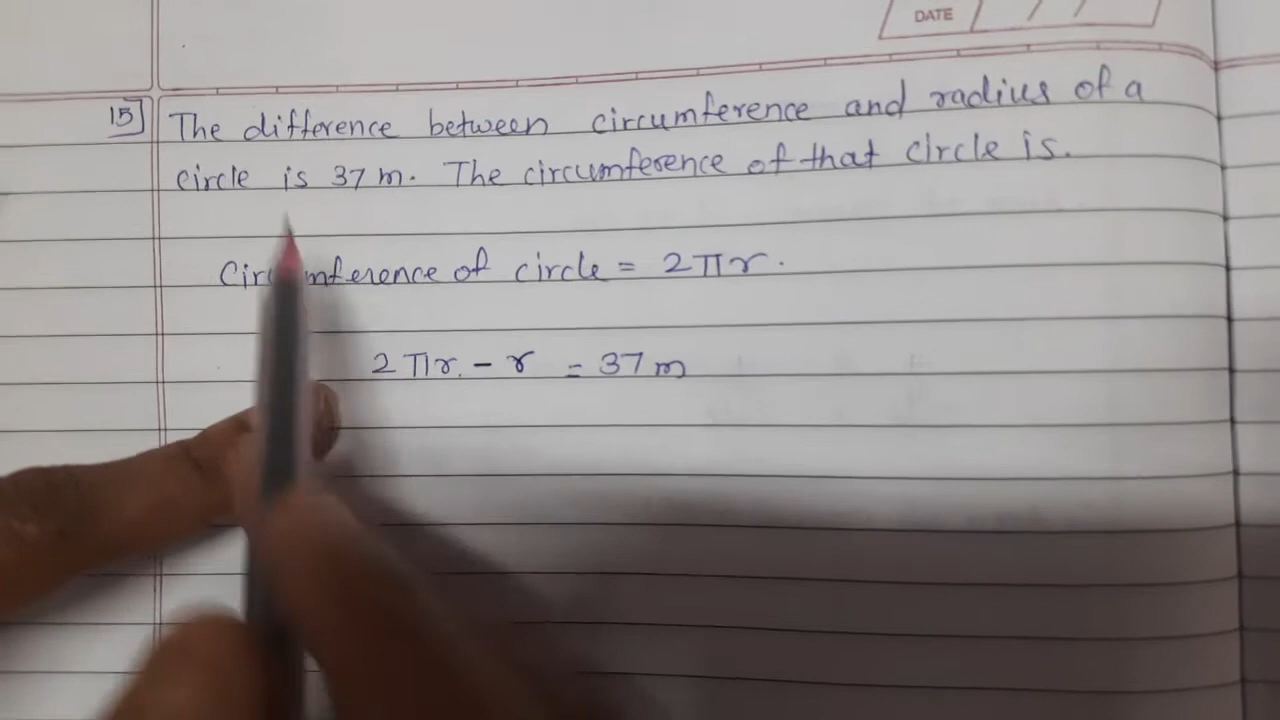 DATE / /
15] The difference between circumference and radius of a
circle is 37 m. The circumference of that circle is.
of circle = 2πr.
2πr. - r = 37 m